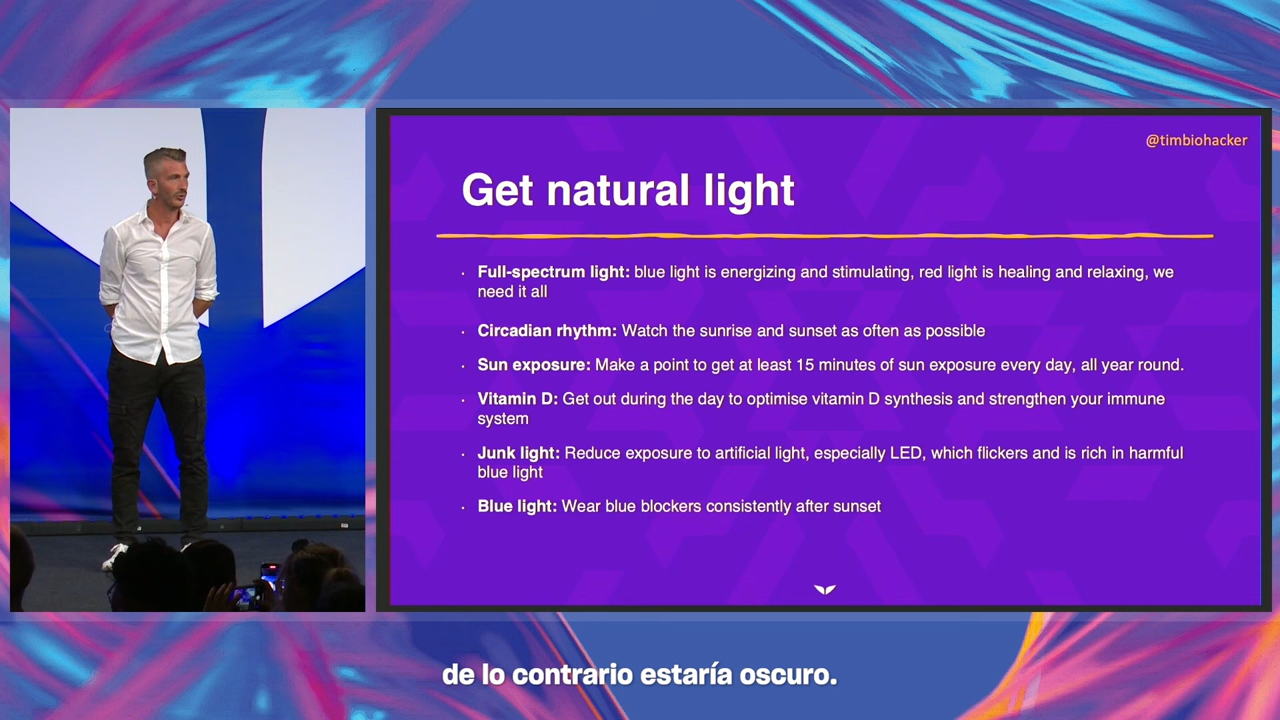 @timbiohacker
Get natural light
· Full-spectrum light: blue light is energizing and stimulating, red light is healing and relaxing, we
need it all
· Circadian rhythm: Watch the sunrise and sunset as often as possible
· Sun exposure: Make a point to get at least 15 minutes of sun exposure every day, all year round.
· Vitamin D: Get out during the day to optimise vitamin D synthesis and strengthen your immune
system
· Junk light: Reduce exposure to artificial light, especially LED, which flickers and is rich in harmful
blue light
· Blue light: Wear blue blockers consistently after sunset
de lo contrario estaría oscuro.